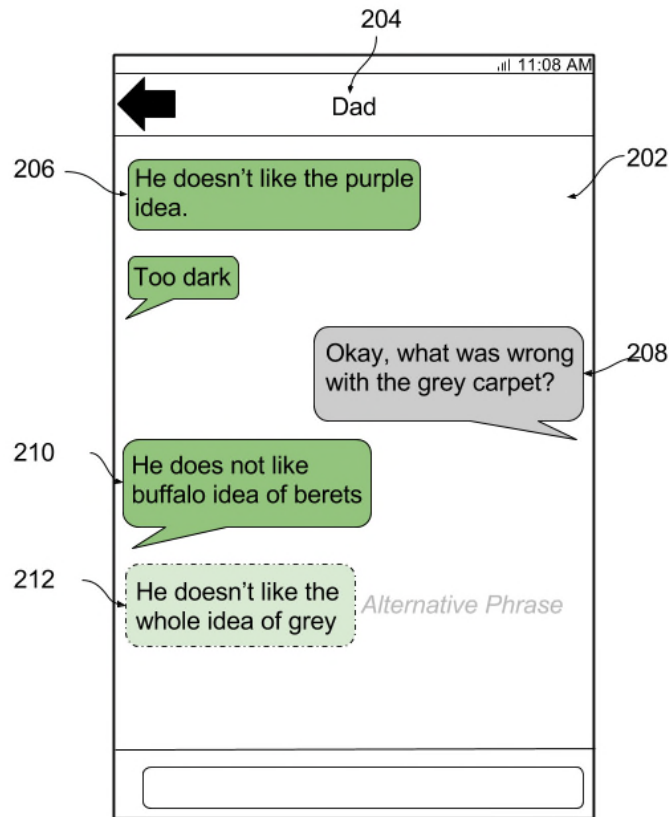 204
11:08 AM
Dad
206
202
He doesn't like the purple
idea.
Too dark
Okay, what was wrong
with the grey carpet?
208
210
He does not like
buffalo idea of berets
212
He doesn't like the
whole idea of grey
Alternative Phrase